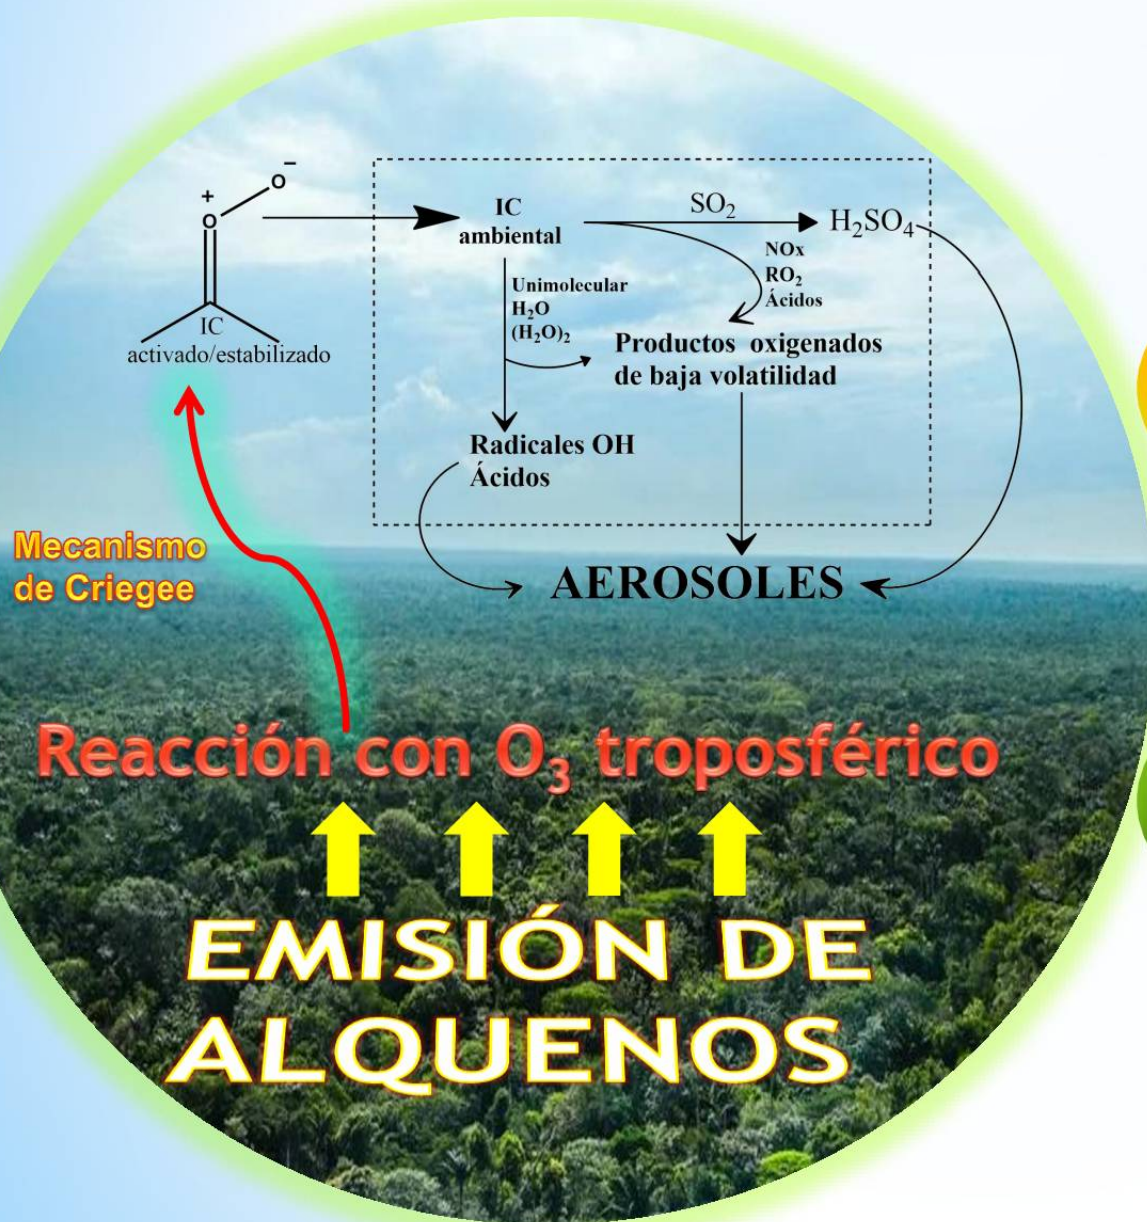 −
+
O
O
IC
activado/estabilizado
IC
ambiental
SO₂
H₂SO₄
NOx
RO₂
Ácidos
Unimolecular
H₂O
(H₂O)₂
Productos oxigenados
de baja volatilidad
Radicales OH
Ácidos
Mecanismo
de Criegee
AEROSOLES
Reacción con O₃ troposférico
EMISIÓN DE
ALQUENOS